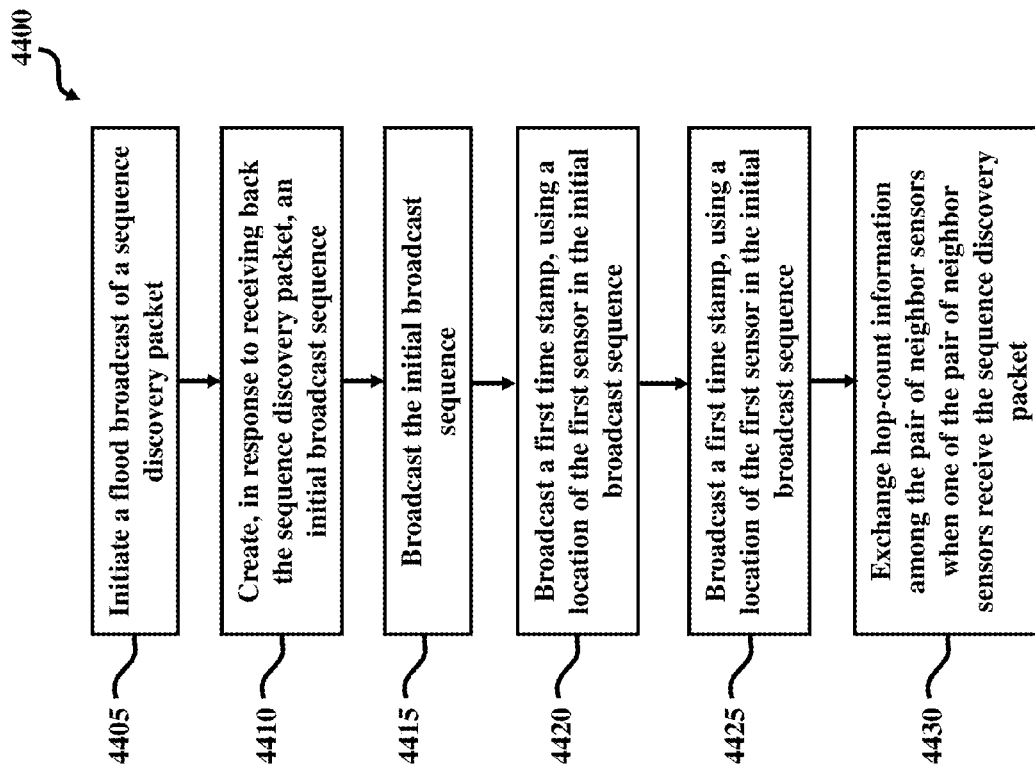 4400
4405
Initiate a flood broadcast of a sequence
discovery packet
4410
Create, in response to receiving back
the sequence discovery packet, an
initial broadcast sequence
4415
Broadcast the initial broadcast
sequence
4420
Broadcast a first time stamp, using a
location of the first sensor in the initial
broadcast sequence
4425
Broadcast a first time stamp, using a
location of the first sensor in the initial
broadcast sequence
4430
Exchange hop-count information
among the pair of neighbor sensors
when one of the pair of neighbor
sensors receive the sequence discovery
packet